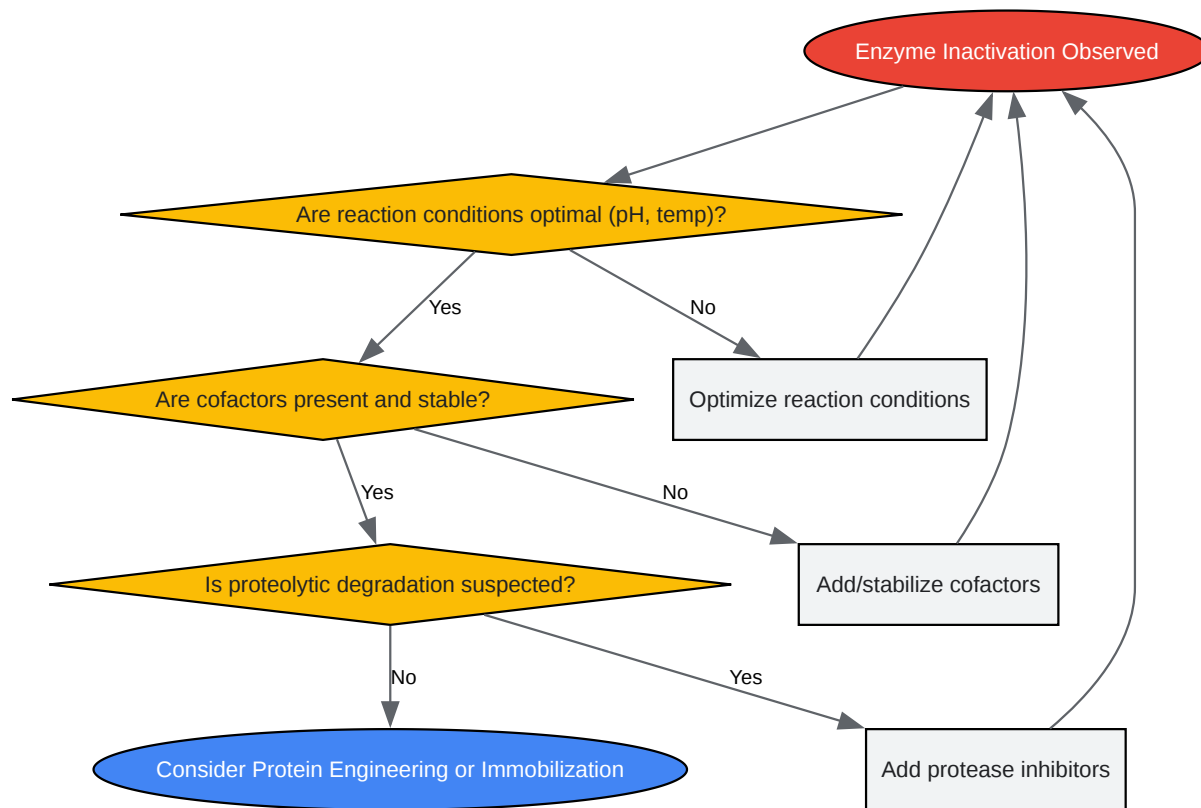 Enzyme Inactivation Observed
Are reaction conditions optimal (pH, temp)?
Yes
No
Are cofactors present and stable?
Optimize reaction conditions
Yes
No
Is proteolytic degradation suspected?
Add/stabilize cofactors
No
Yes
Consider Protein Engineering or Immobilization
Add protease inhibitors